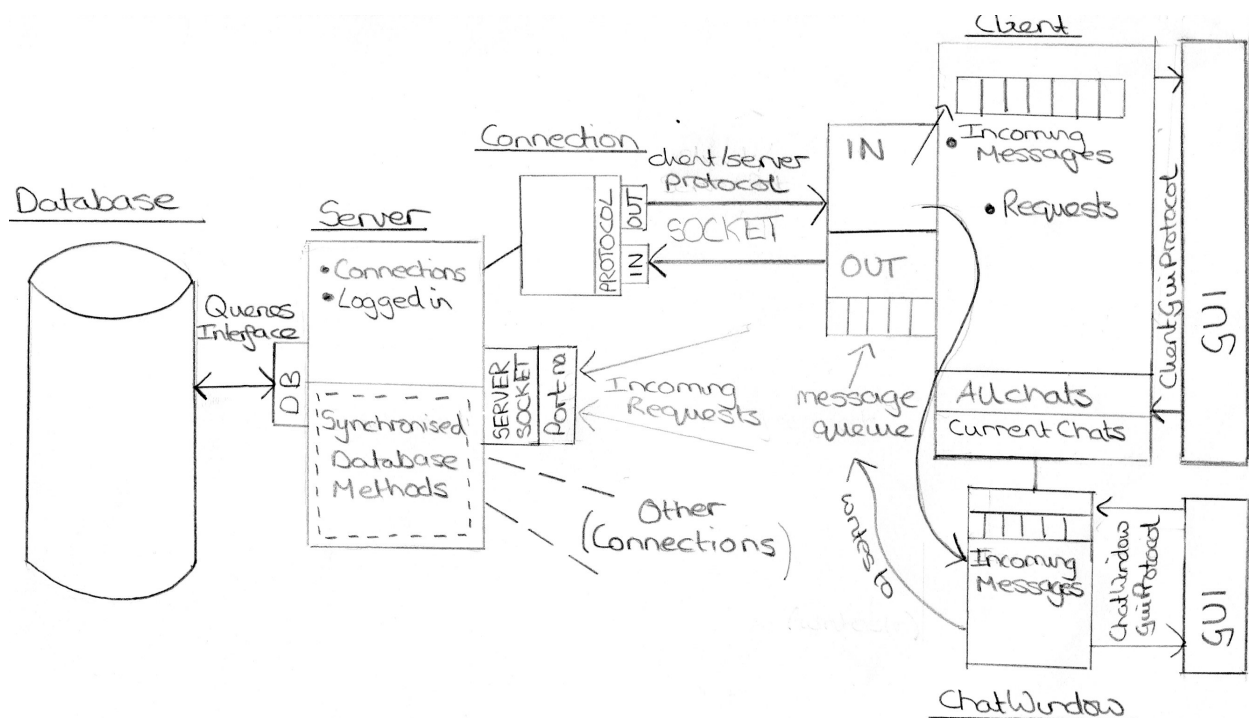 Client
Connection
client/server
protocol
SOCKET
PROTOCOL
OUT
IN
IN
OUT
Incoming
Messages
Requests
Database
Server
Connections
Logged in
Queries
Interface
DB
SERVER
SOCKET
Port no
Incoming
Requests
Synchronised
Database
Methods
Other
(Connections)
message
queue
writes to
All chats
Current Chats
ClientGuiProtocol
GUI
Incoming
Messages
ChatWindow
GuiProtocol
GUI
ChatWindow